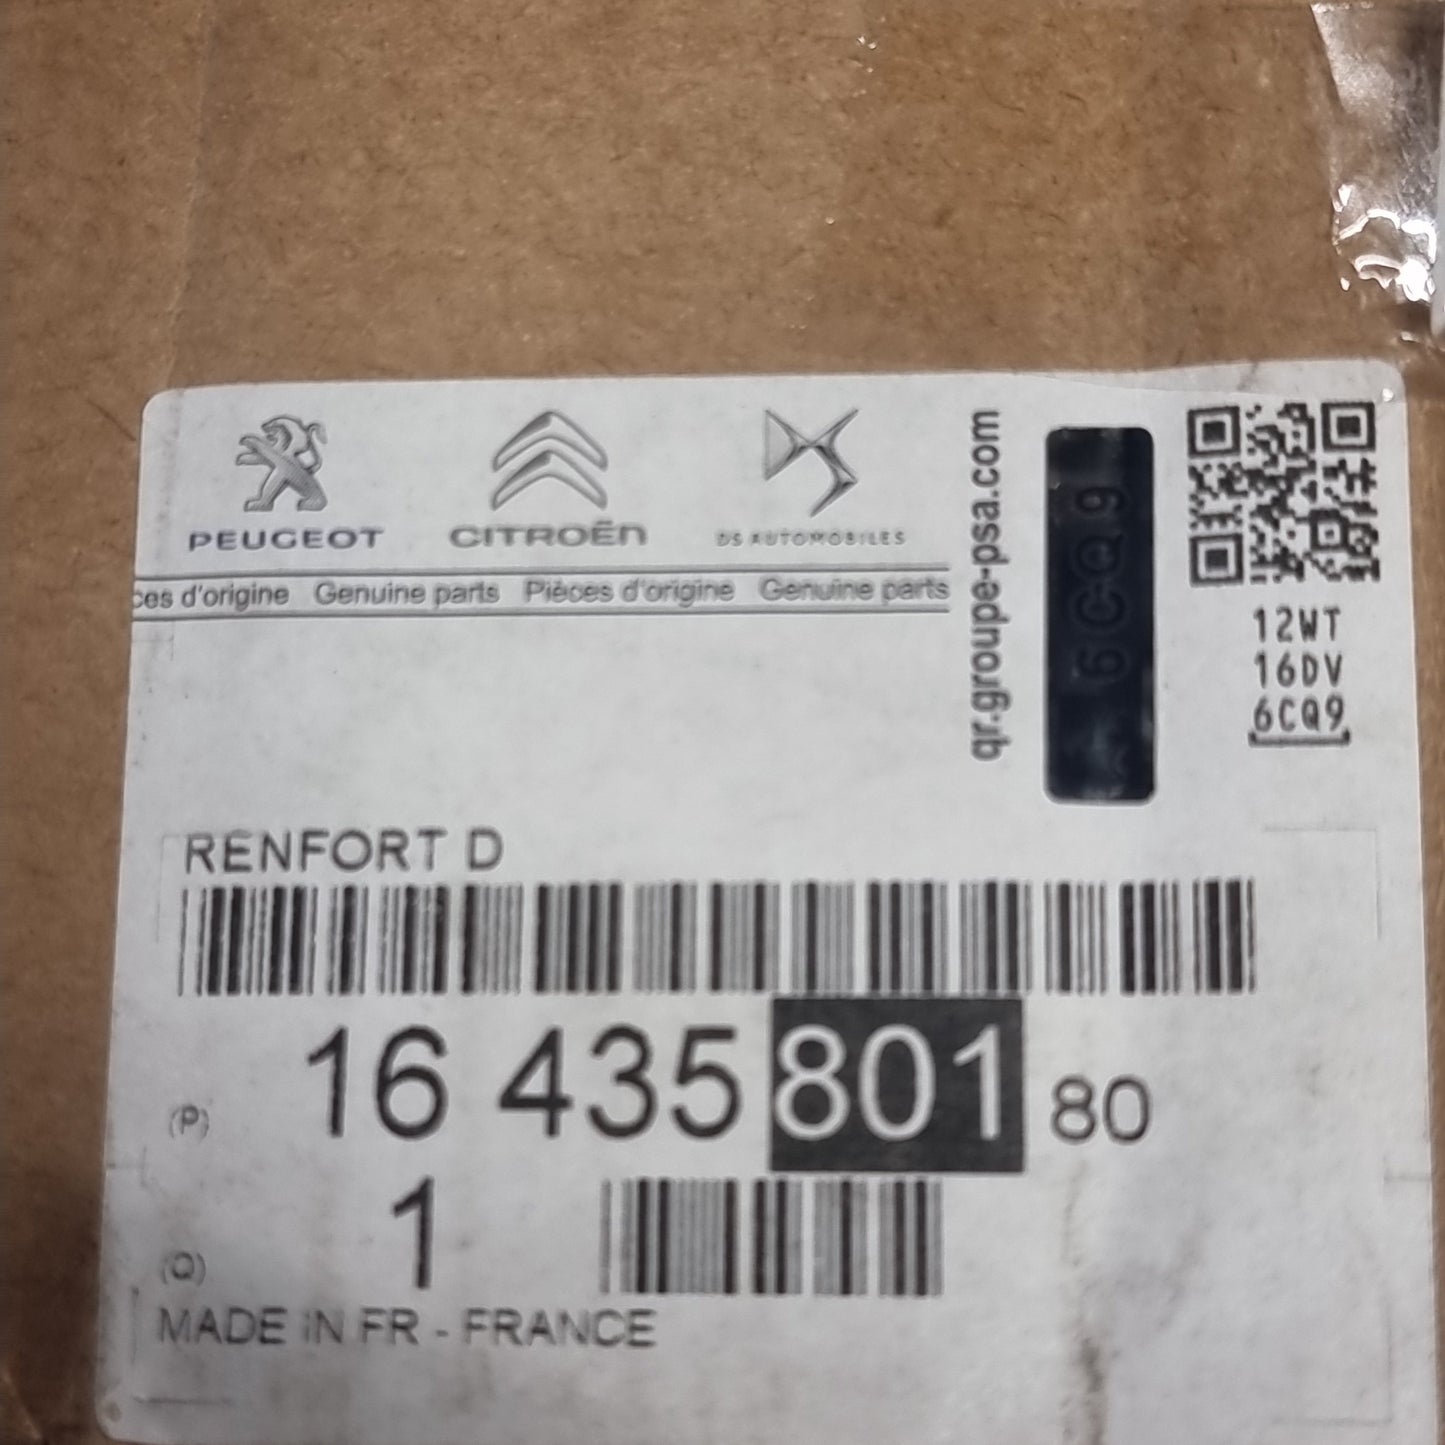 PEUGEOT CITROËN DS AUTOMOBILES
ces d'origine Genuine parts Pièces d'origine Genuine parts
qr.groupe-psa.com
6CQ9
12WT
16DV
6CQ9
RENFORT D
(P) 16 435 801 80
(Q) 1
MADE IN FR - FRANCE